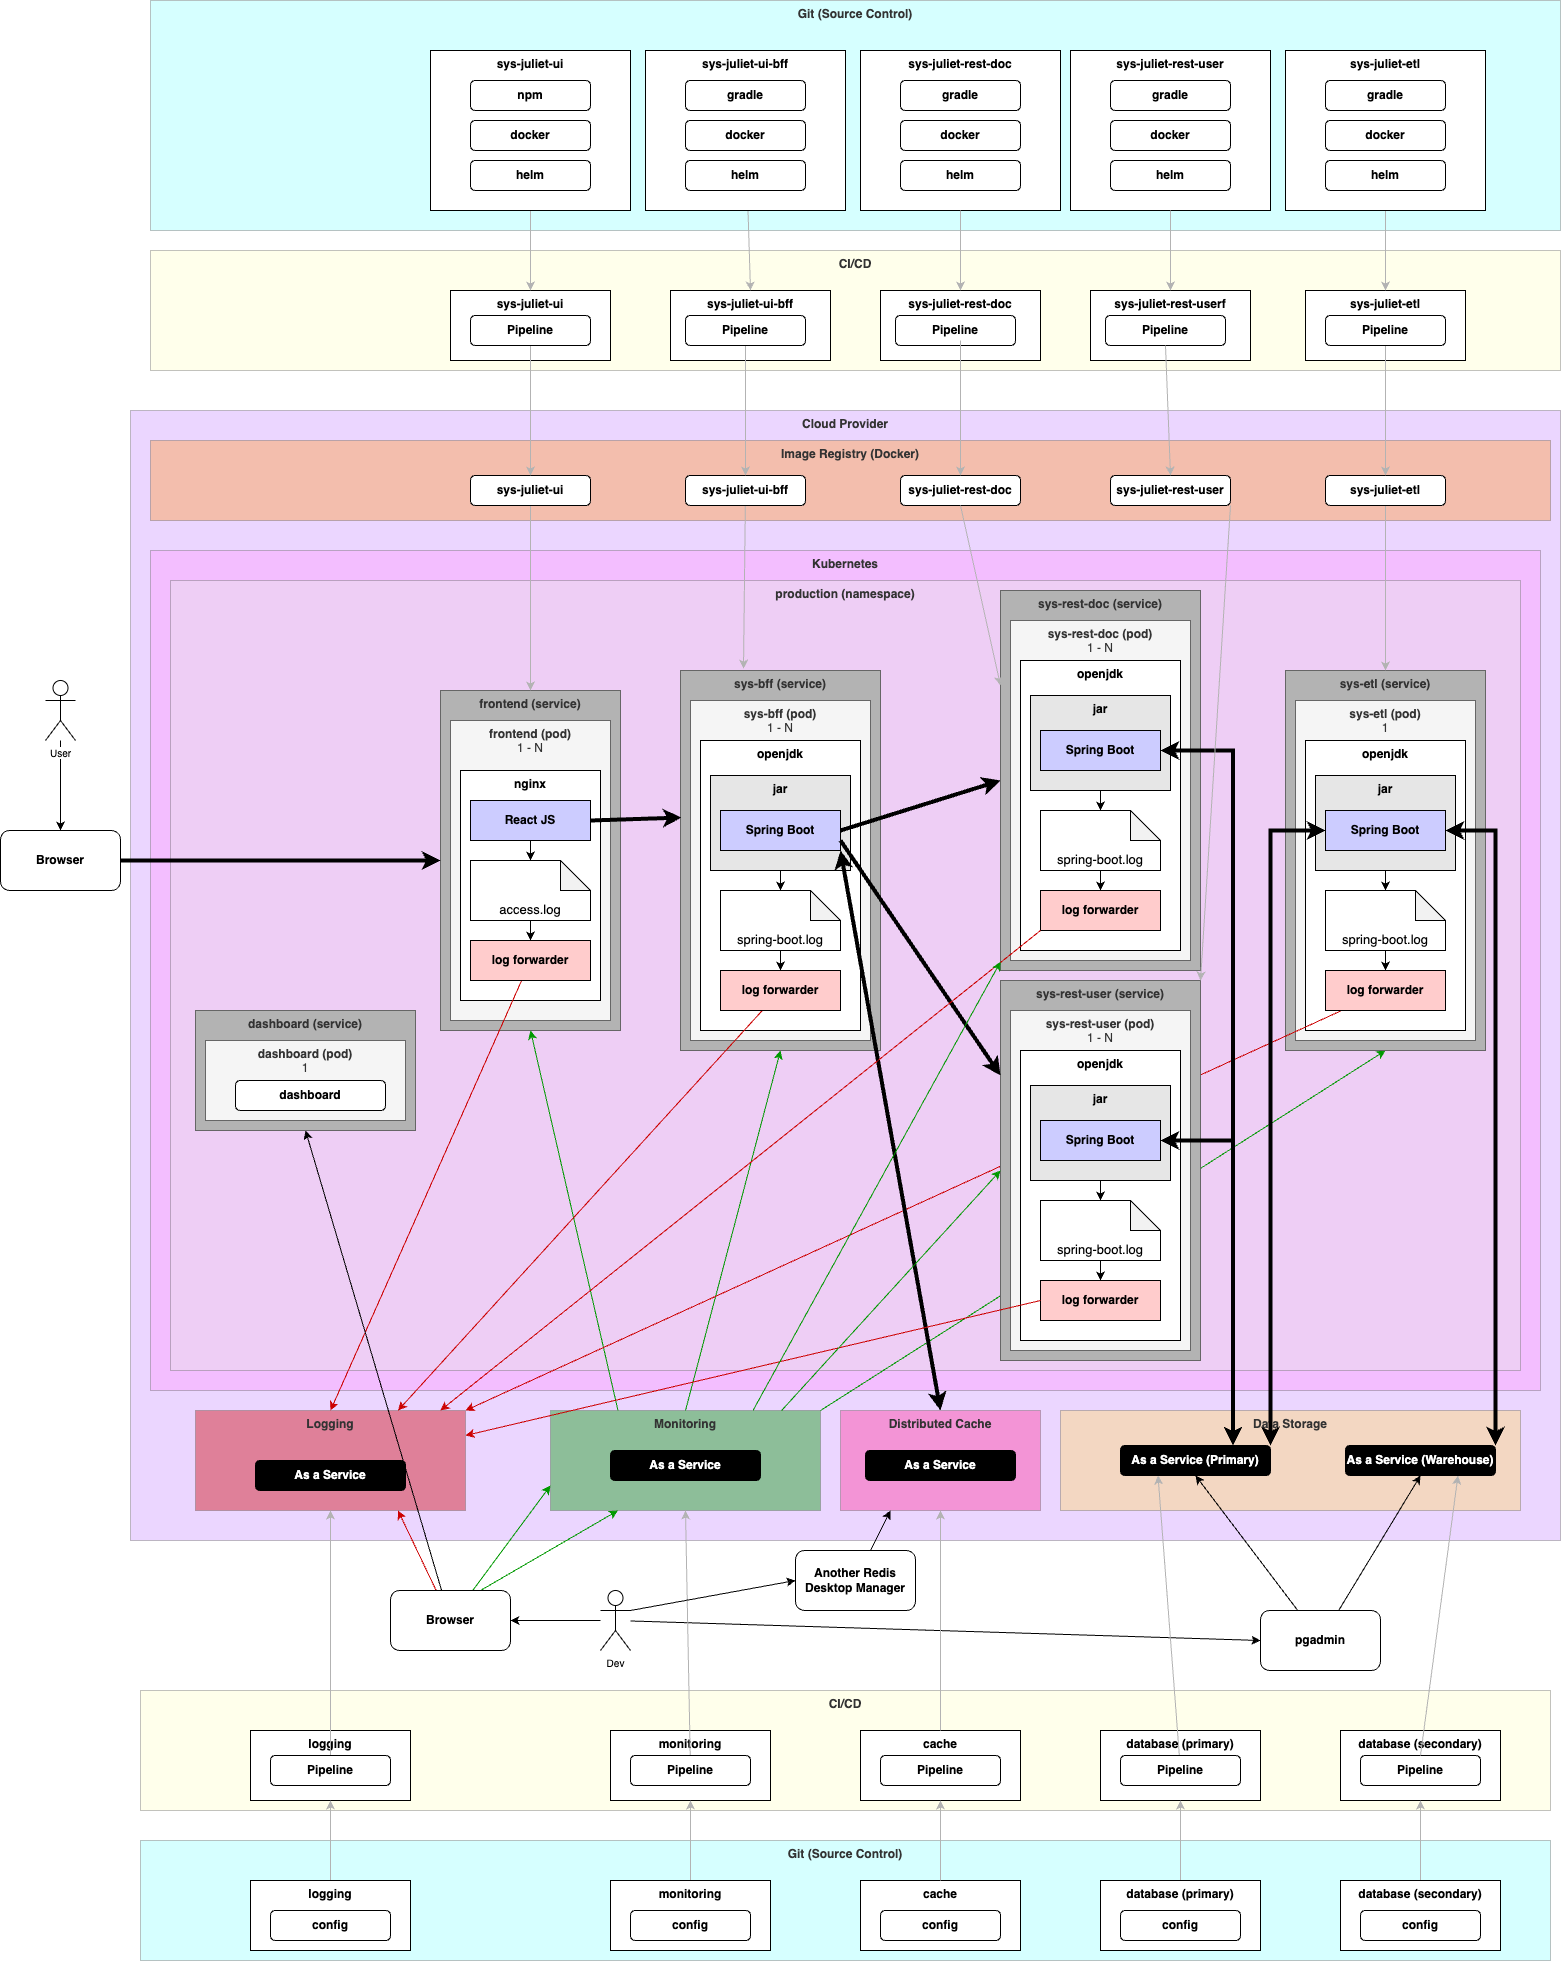 Git (Source Control)
sys-juliet-ui
npm
docker
helm
sys-juliet-ui-bff
gradle
docker
helm
sys-juliet-rest-doc
gradle
docker
helm
sys-juliet-rest-user
gradle
docker
helm
sys-juliet-etl
gradle
docker
helm
CI/CD
sys-juliet-ui
Pipeline
sys-juliet-ui-bff
Pipeline
sys-juliet-rest-doc
Pipeline
sys-juliet-rest-userf
Pipeline
sys-juliet-etl
Pipeline
Cloud Provider
Image Registry (Docker)
sys-juliet-ui
sys-juliet-ui-bff
sys-juliet-rest-doc
sys-juliet-rest-user
sys-juliet-etl
Kubernetes
production (namespace)
User
Browser
frontend (service)
frontend (pod)
1 - N
nginx
React JS
access.log
log forwarder
sys-bff (service)
sys-bff (pod)
1 - N
openjdk
jar
Spring Boot
spring-boot.log
log forwarder
sys-rest-doc (service)
sys-rest-doc (pod)
1 - N
openjdk
jar
Spring Boot
spring-boot.log
log forwarder
sys-etl (service)
sys-etl (pod)
1
openjdk
jar
Spring Boot
spring-boot.log
log forwarder
dashboard (service)
dashboard (pod)
1
dashboard
sys-rest-user (service)
sys-rest-user (pod)
1 - N
openjdk
jar
Spring Boot
spring-boot.log
log forwarder
Logging
As a Service
Monitoring
As a Service
Distributed Cache
As a Service
Data Storage
As a Service (Primary)
As a Service (Warehouse)
Another Redis
Desktop Manager
Browser
Dev
pgadmin
CI/CD
logging
Pipeline
monitoring
Pipeline
cache
Pipeline
database (primary)
Pipeline
database (secondary)
Pipeline
Git (Source Control)
logging
config
monitoring
config
cache
config
database (primary)
config
database (secondary)
config